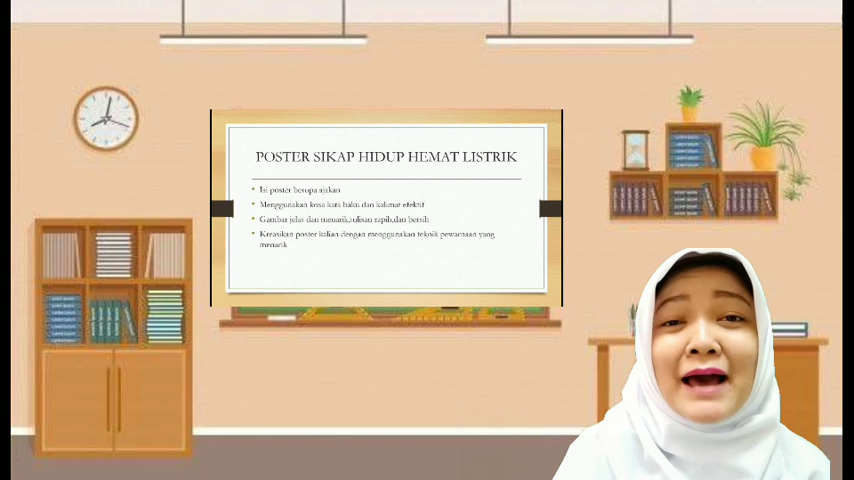 POSTER SIKAP HIDUP HEMAT LISTRIK
Isi poster berupa ajakan
Menggunakan kosa kata baku dan kalimat efektif
Gambar jelas dan menarik,tulisan rapih,dan bersih
Kreasikan poster kalian dengan menggunakan teknik pewarnaan yang
menarik